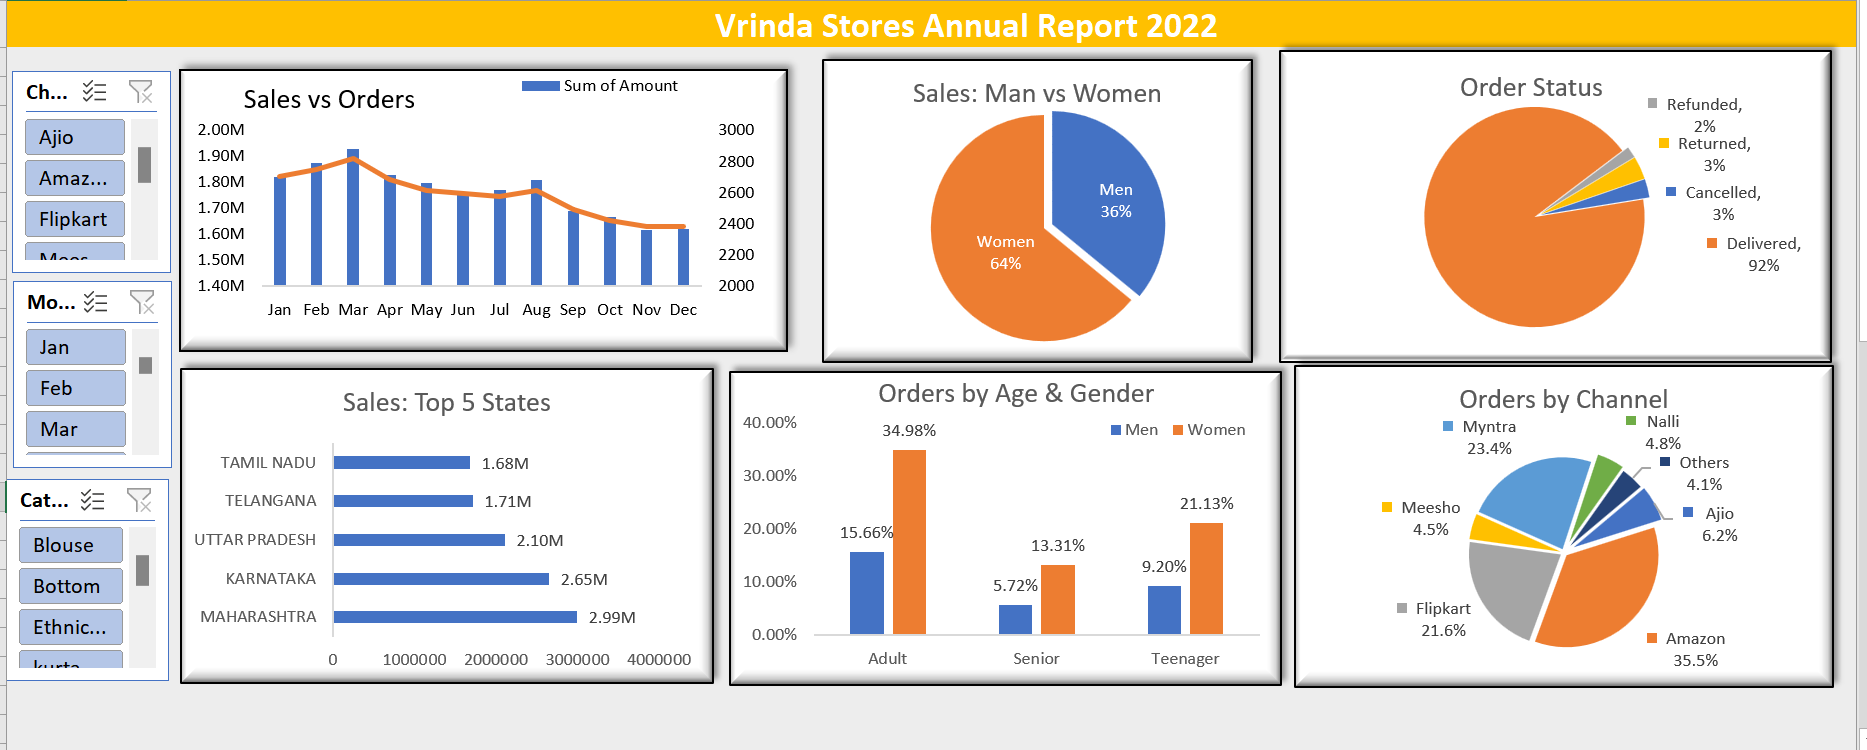 Vrinda Stores Annual Report 2022
Ch...
Ajio
Amaz...
Flipkart
Mo...
Jan
Feb
Mar
Cat...
Blouse
Bottom
Ethnic...
kurta
Sales vs Orders
Sum of Amount
2.00M
1.90M
1.80M
1.70M
1.60M
1.50M
1.40M
3000
2800
2600
2400
2200
2000
Jan Feb Mar Apr May Jun Jul Aug Sep Oct Nov Dec
Sales: Man vs Women
Men
36%
Women
64%
Order Status
Refunded,
2%
Returned,
3%
Cancelled,
3%
Delivered,
92%
Sales: Top 5 States
TAMIL NADU 1.68M
TELANGANA 1.71M
UTTAR PRADESH 2.10M
KARNATAKA 2.65M
MAHARASHTRA 2.99M
0 1000000 2000000 3000000 4000000
Orders by Age & Gender
Men Women
40.00%
30.00%
20.00%
10.00%
0.00%
15.66% 34.98%
5.72% 13.31%
9.20% 21.13%
Adult Senior Teenager
Orders by Channel
Myntra
23.4%
Nalli
4.8%
Others
4.1%
Ajio
6.2%
Meesho
4.5%
Flipkart
21.6%
Amazon
35.5%